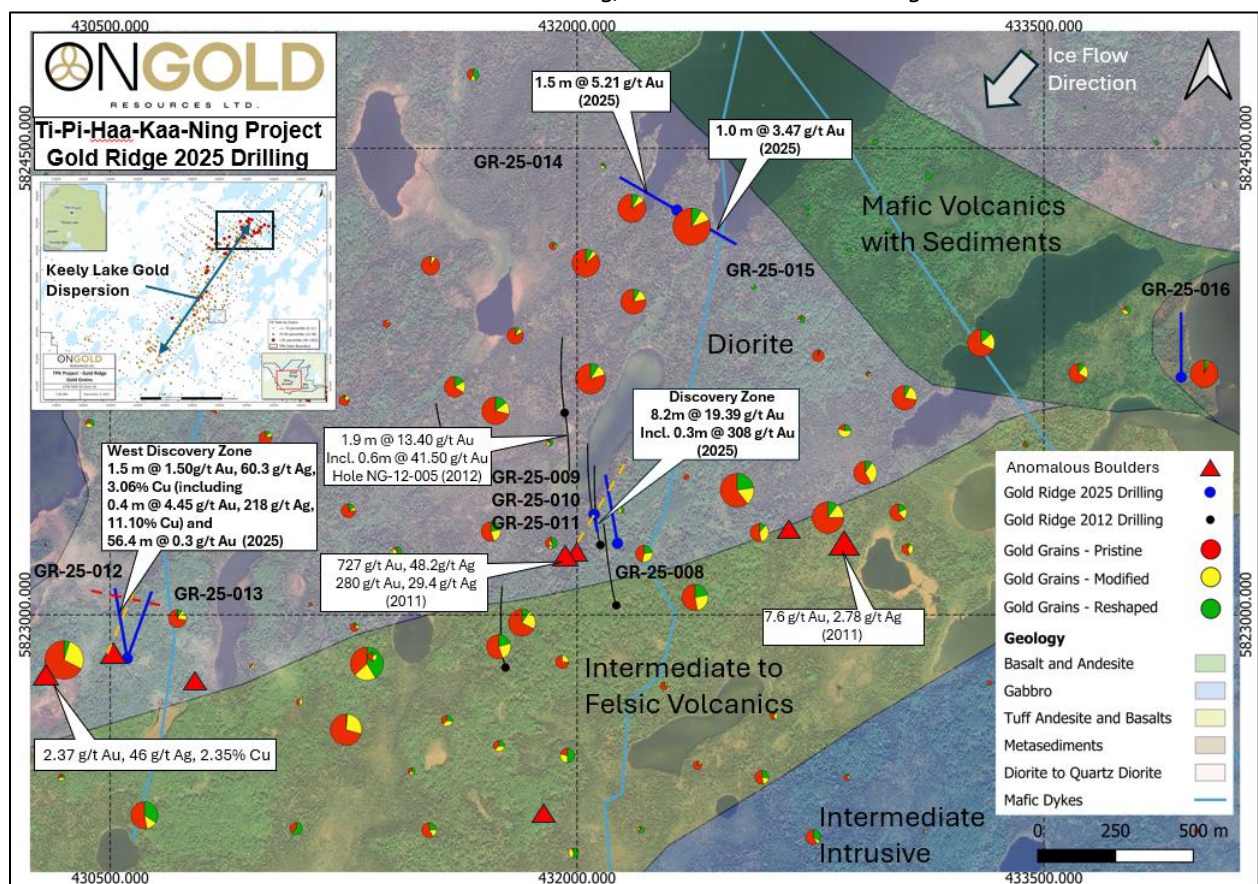 430500.000
432000.000
433500.000
ONGOLD
RESOURCES LTD.
Ti-Pi-Haa-Kaa-Ning Project
Gold Ridge 2025 Drilling
Keely Lake Gold
Dispersion
ONGOLD
TPK Project - Gold Ridge
Gold Grains
5824500.000
5824500.000
1.5 m @ 5.21 g/t Au
(2025)
Ice Flow
Direction
1.0 m @ 3.47 g/t Au
(2025)
GR-25-014
Mafic Volcanics
with Sediments
GR-25-015
GR-25-016
Diorite
Discovery Zone
8.2m @ 19.39 g/t Au
Incl. 0.3m @ 308 g/t Au
(2025)
1.9 m @ 13.40 g/t Au
Incl. 0.6m @ 41.50 g/t Au
Hole NG-12-005 (2012)
West Discovery Zone
1.5 m @ 1.50g/t Au, 60.3 g/t Ag,
3.06% Cu (including
0.4 m @ 4.45 g/t Au, 218 g/t Ag,
11.10% Cu) and
56.4 m @ 0.3 g/t Au (2025)
GR-25-009
GR-25-010
GR-25-011
727 g/t Au, 48.2g/t Ag
280 g/t Au, 29.4 g/t Ag
(2011)
GR-25-012
GR-25-013
GR-25-008
7.6 g/t Au, 2.78 g/t Ag
(2011)
5823000.000
5823000.000
Intermediate to
Felsic Volcanics
2.37 g/t Au, 46 g/t Ag, 2.35% Cu
Intermediate
Intrusive
Anomalous Boulders
Gold Ridge 2025 Drilling
Gold Ridge 2012 Drilling
Gold Grains - Pristine
Gold Grains - Modified
Gold Grains - Reshaped
Geology
Basalt and Andesite
Gabbro
Tuff Andesite and Basalts
Metasediments
Diorite to Quartz Diorite
Mafic Dykes
0 250 500 m
430500.000
432000.000
433500.000